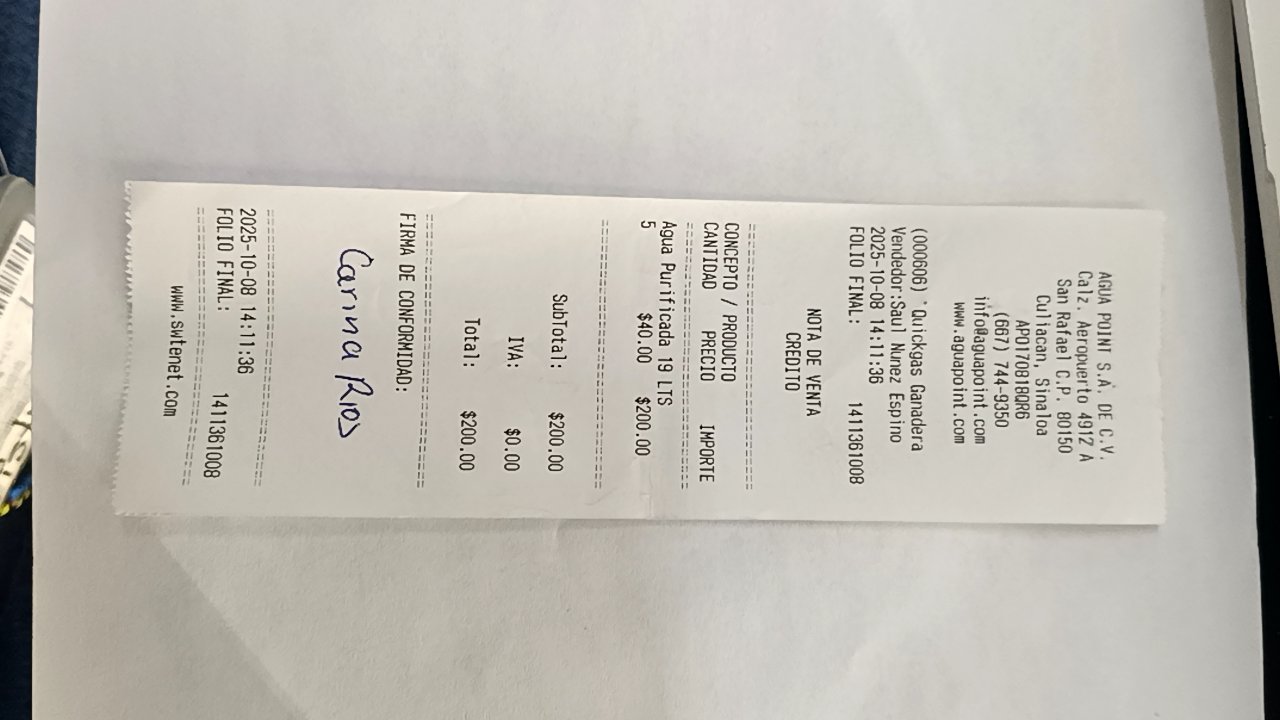 AGUA POINT S.A. DE C.V.
Calz. Aeropuerto 4912 A
San Rafael C.P. 80150
Culiacan, Sinaloa
APO170818QR6
(667) 744-9350
info@aguapoint.com
www.aguapoint.com
(000606) 'Quickgas Ganadera
Vendedor:Saul Nunez Espino
2025-10-08 14:11:36
FOLIO FINAL: 1411361008
NOTA DE VENTA
CREDITO
CONCEPTO / PRODUCTO
CANTIDAD PRECIO IMPORTE
Agua Purificada 19 LTS
5 $40.00 $200.00
SubTotal: $200.00
IVA: $0.00
Total: $200.00
FIRMA DE CONFORMIDAD:
Carina Rios
2025-10-08 14:11:36
FOLIO FINAL: 1411361008
www.swtenet.com